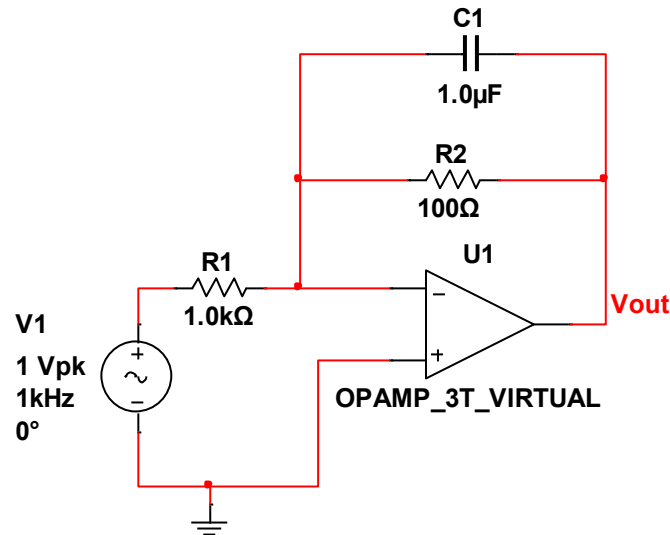 C1
1.0µF
R2
100Ω
U1
R1
1.0kΩ
Vout
V1
1 Vpk
1kHz
0°
OPAMP_3T_VIRTUAL